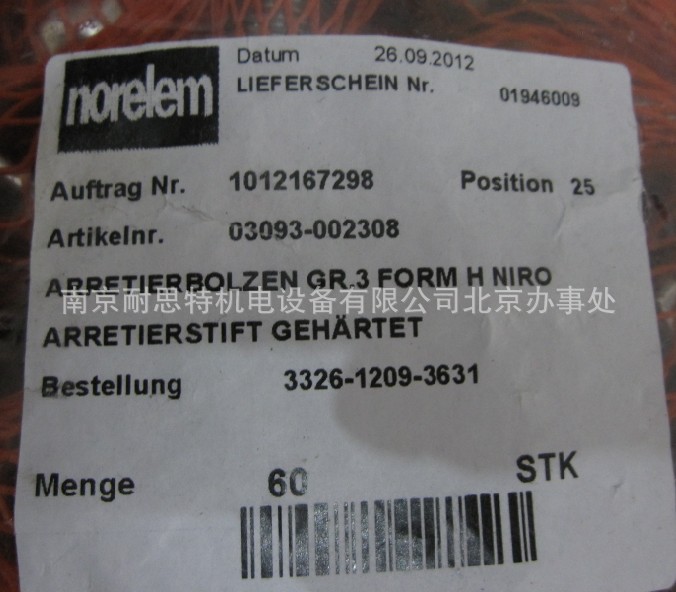 norelem
Datum 26.09.2012
LIEFERSCHEIN Nr. 01946009
Auftrag Nr. 1012167298 Position 25
Artikelnr. 03093-002308
ARRETIERBOLZEN GR.3 FORM H NIRO
南京耐思特机电设备有限公司北京办事处
ARRETIERSTIFT GEHÄRTET
Bestellung 3326-1209-3631
Menge 60 STK